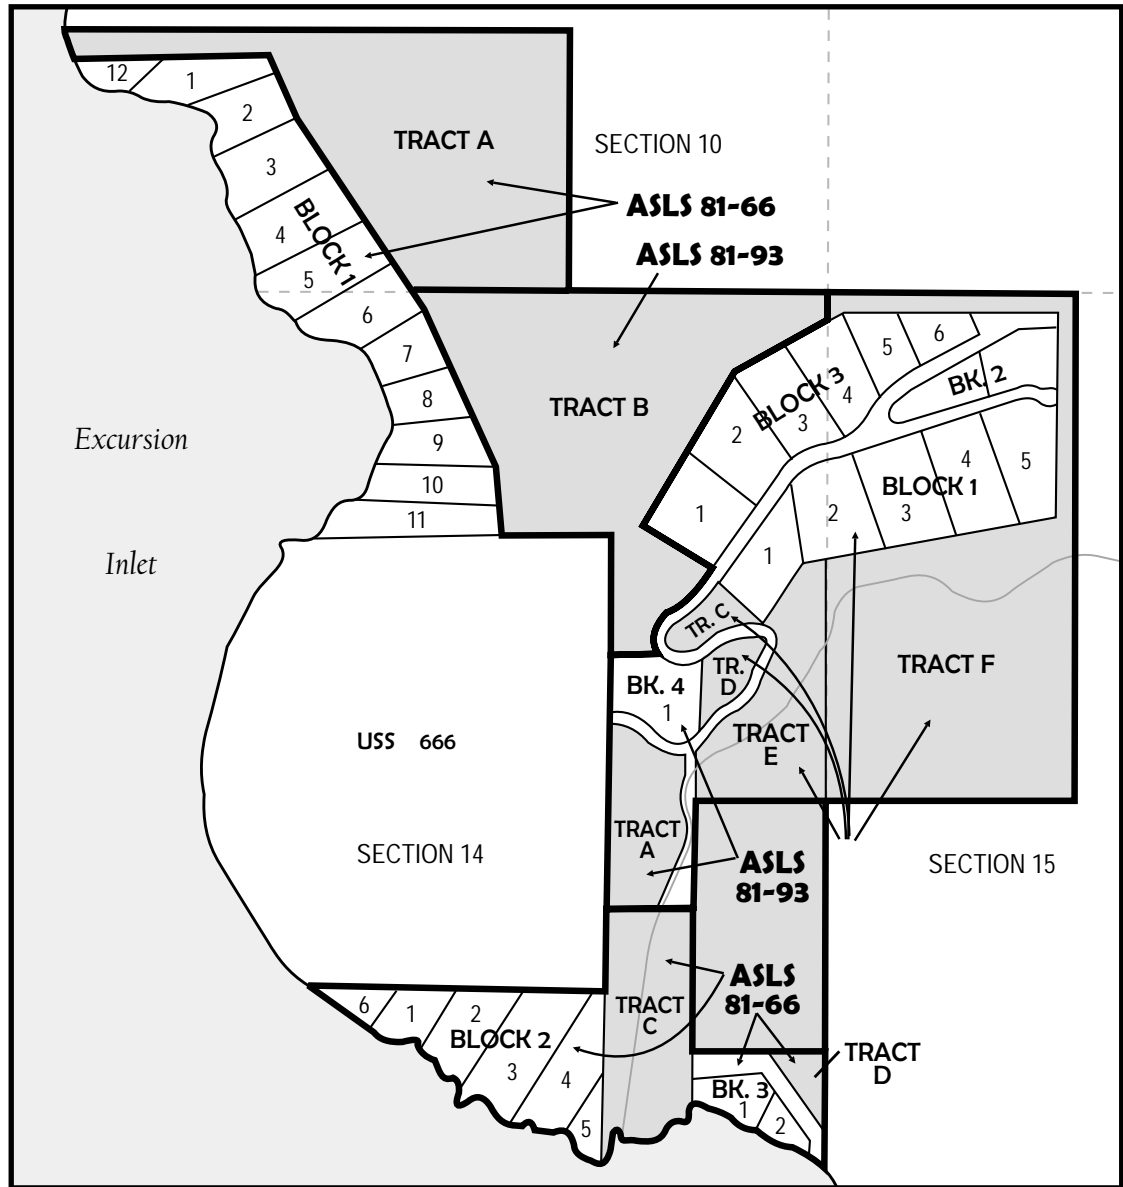 12
1
2
TRACT A
SECTION 10
3
ASLS 81-66
BLOCK 1
4
ASLS 81-93
5
6
7
8
9
10
11
TRACT B
BLOCK 3
1
2
3
4
5
6
BK. 2
BLOCK 1
1
2
3
4
5
Excursion
Inlet
TR. C
TR.
D
BK. 4
1
TRACT F
TRACT
E
USS 666
TRACT
A
SECTION 14
ASLS
81-93
SECTION 15
ASLS
81-66
TRACT
C
6
1
2
BLOCK 2
3
4
5
TRACT
D
BK. 3
1
2